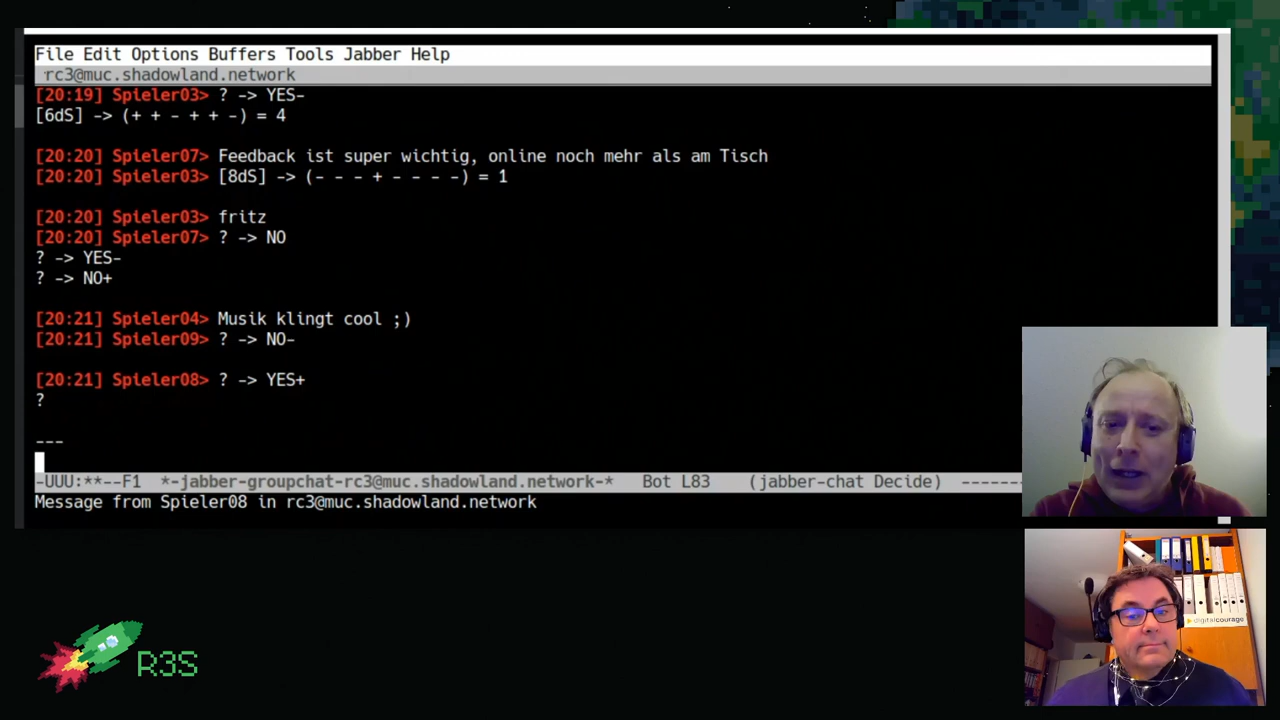 File Edit Options Buffers Tools Jabber Help
rc3@muc.shadowland.network
[20:19] Spieler03> ? -> YES-
[6dS] -> (+ + - + + -) = 4
[20:20] Spieler07> Feedback ist super wichtig, online noch mehr als am Tisch
[20:20] Spieler03> [8dS] -> (- - - + - - - -) = 1
[20:20] Spieler03> fritz
[20:20] Spieler07> ? -> NO
? -> YES-
? -> NO+
[20:21] Spieler04> Musik klingt cool ;)
[20:21] Spieler09> ? -> NO-
[20:21] Spieler08> ? -> YES+
?
---
-UUU:**--F1 *-jabber-groupchat-rc3@muc.shadowland.network-* Bot L83 (jabber-chat Decide) ------
Message from Spieler08 in rc3@muc.shadowland.network
digitalcourage
R3S